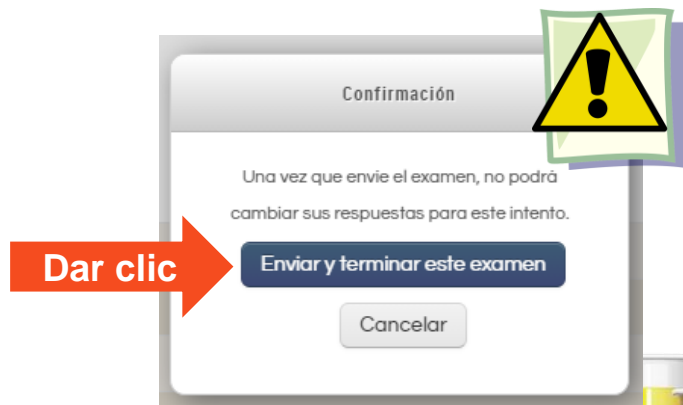 Confirmación
Una vez que envie el examen, no podrá
cambiar sus respuestas para este intento.
Dar clic
Enviar y terminar este examen
Cancelar